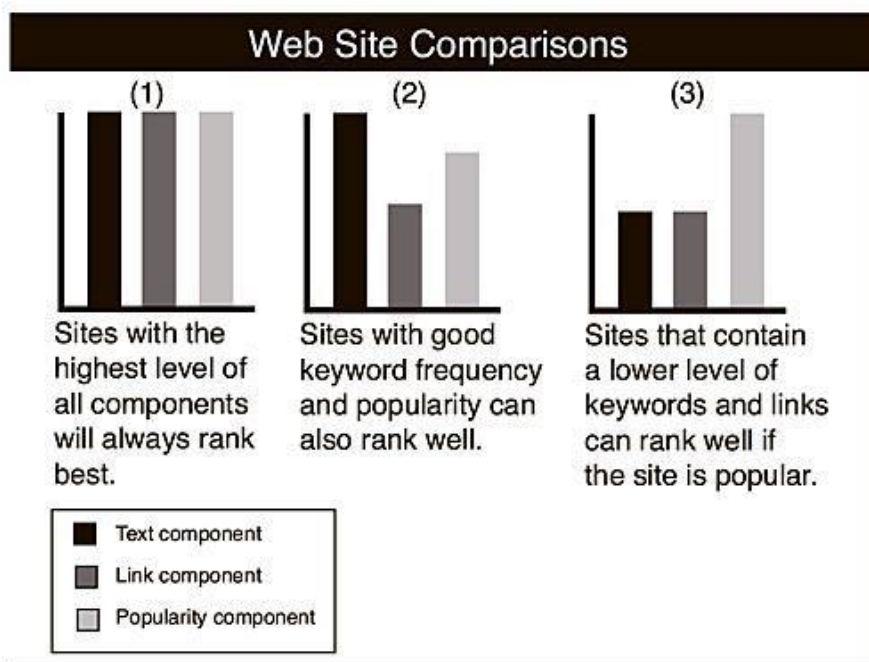 Web Site Comparisons
(1)
Sites with the
highest level of
all components
will always rank
best.
(2)
Sites with good
keyword frequency
and popularity can
also rank well.
(3)
Sites that contain
a lower level of
keywords and links
can rank well if
the site is popular.
Text component
Link component
Popularity component